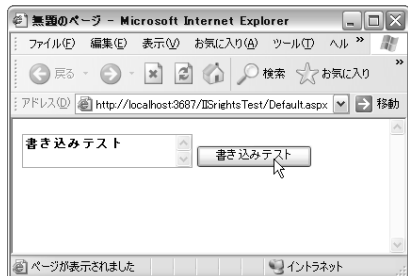 無題のページ - Microsoft Internet Explorer
ファイル(F) 編集(E) 表示(V) お気に入り(A) ツール(T) ヘル »
戻る 検索 お気に入り »
アドレス(D) http://localhost:3687/IISrightsTest/Default.aspx 移動
書き込みテスト 書き込みテスト
ページが表示されました イントラネット